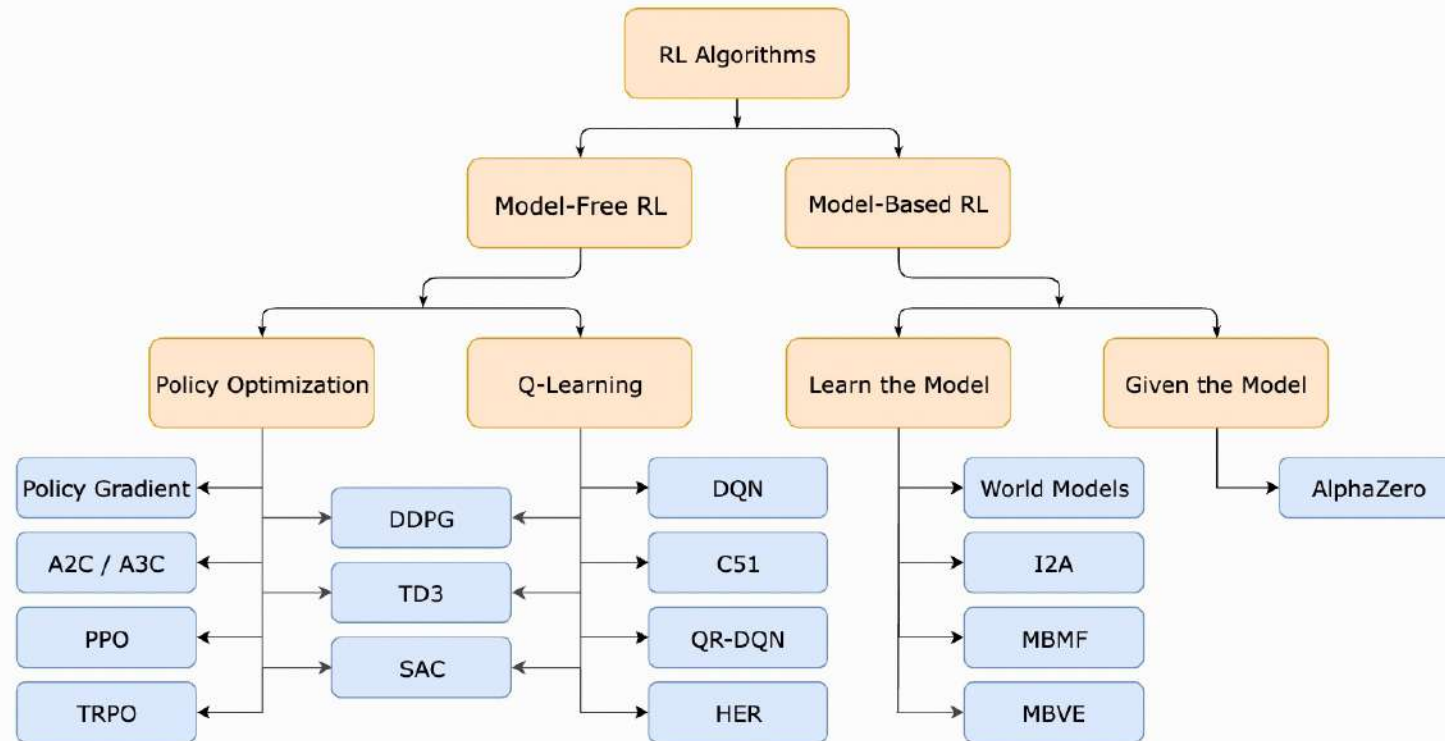 RL Algorithms
Model-Free RL
Model-Based RL
Policy Optimization
Q-Learning
Learn the Model
Given the Model
Policy Gradient
DDPG
DQN
World Models
AlphaZero
A2C / A3C
TD3
C51
I2A
PPO
SAC
QR-DQN
MBMF
TRPO
HER
MBVE